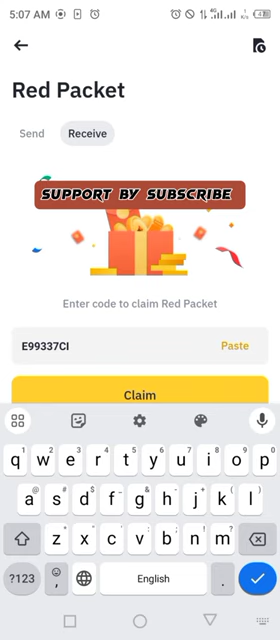 5:07 AM
Red Packet
Send Receive
SUPPORT BY SUBSCRIBE
Enter code to claim Red Packet
E99337CI Paste
Claim
q w e r t y u i o p
a s d f g h j k l
z x c v b n m
?123 , English .